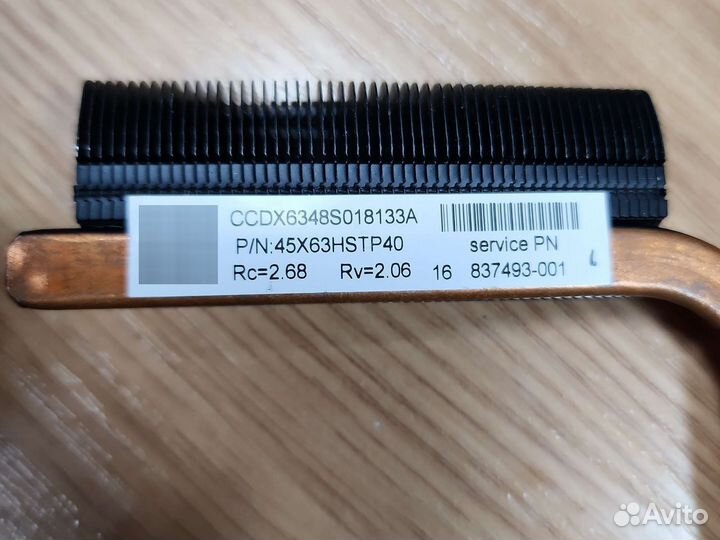 CCDX6348S018133A
P/N:45X63HSTP40 service PN
Rc=2.68 Rv=2.06 16 837493-001
Avito